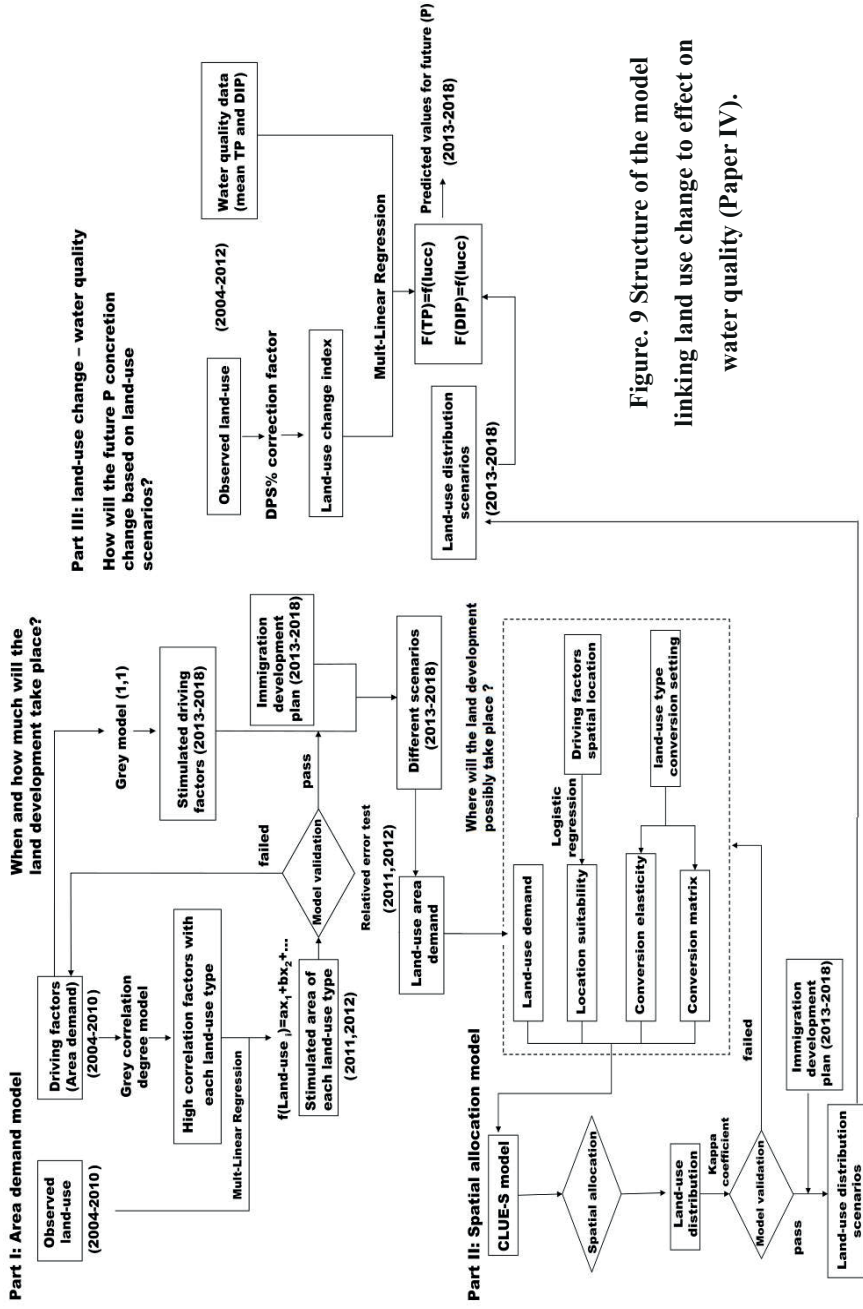 Part I: Area demand model
When and how much will the
land development take place?
Observed
land-use
(2004-2010)
Driving factors
(Area demand)
(2004-2010)
Grey correlation
degree model
High correlation factors with
each land-use type
Mult-Linear Regression
f(Land-use i)=ax1+bx2+...
Stimulated area of
each land-use type
(2011,2012)
Grey model (1,1)
Stimulated driving
factors (2013-2018)
failed
Model validation
pass
Relatived error test
(2011,2012)
Immigration
development
plan (2013-2018)
Different scenarios
(2013-2018)
Land-use area
demand
Part II: Spatial allocation model
Where will the land development
possibly take place ?
CLUE-S model
Spatial allocation
Land-use
distribution
Kappa
coefficient
Model validation
pass
failed
Land-use demand
Location suitability
Conversion elasticity
Conversion matrix
Logistic
regression
Driving factors
spatial location
land-use type
conversion setting
Immigration
development
plan (2013-2018)
Land-use distribution
scenarios
Part III: land-use change – water quality
How will the future P concretion
change based on land-use
scenarios?
Observed land-use
(2004-2012)
Water quality data
(mean TP and DIP)
DPS% correction factor
Land-use change index
Mult-Linear Regression
F(TP)=f(lucc)
F(DIP)=f(lucc)
Predicted values for future (P)
(2013-2018)
Land-use distribution
scenarios
(2013-2018)
Figure. 9 Structure of the model
linking land use change to effect on
water quality (Paper IV).